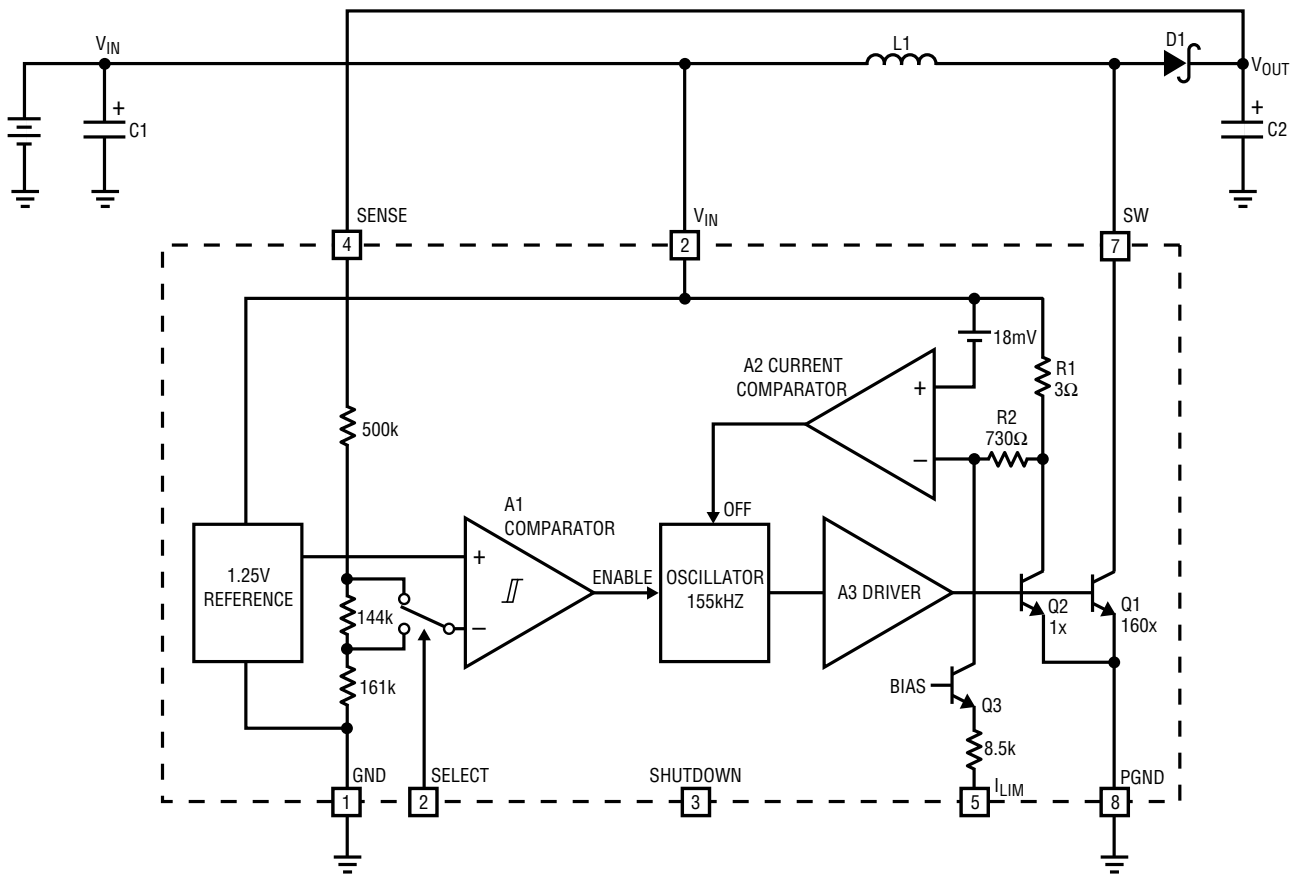 L1
D1
VIN
VOUT
+
C1
+
C2
SENSE
VIN
SW
4
2
7
18mV
A2 CURRENT
COMPARATOR
R1
3Ω
+
R2
730Ω
500k
−
A1
COMPARATOR
OFF
1.25V
REFERENCE
+
ENABLE
OSCILLATOR
155kHZ
A3 DRIVER
144k
−
Q2
1x
Q1
160x
161k
BIAS
Q3
8.5k
GND
SELECT
SHUTDOWN
ILIM
PGND
1
2
3
5
8